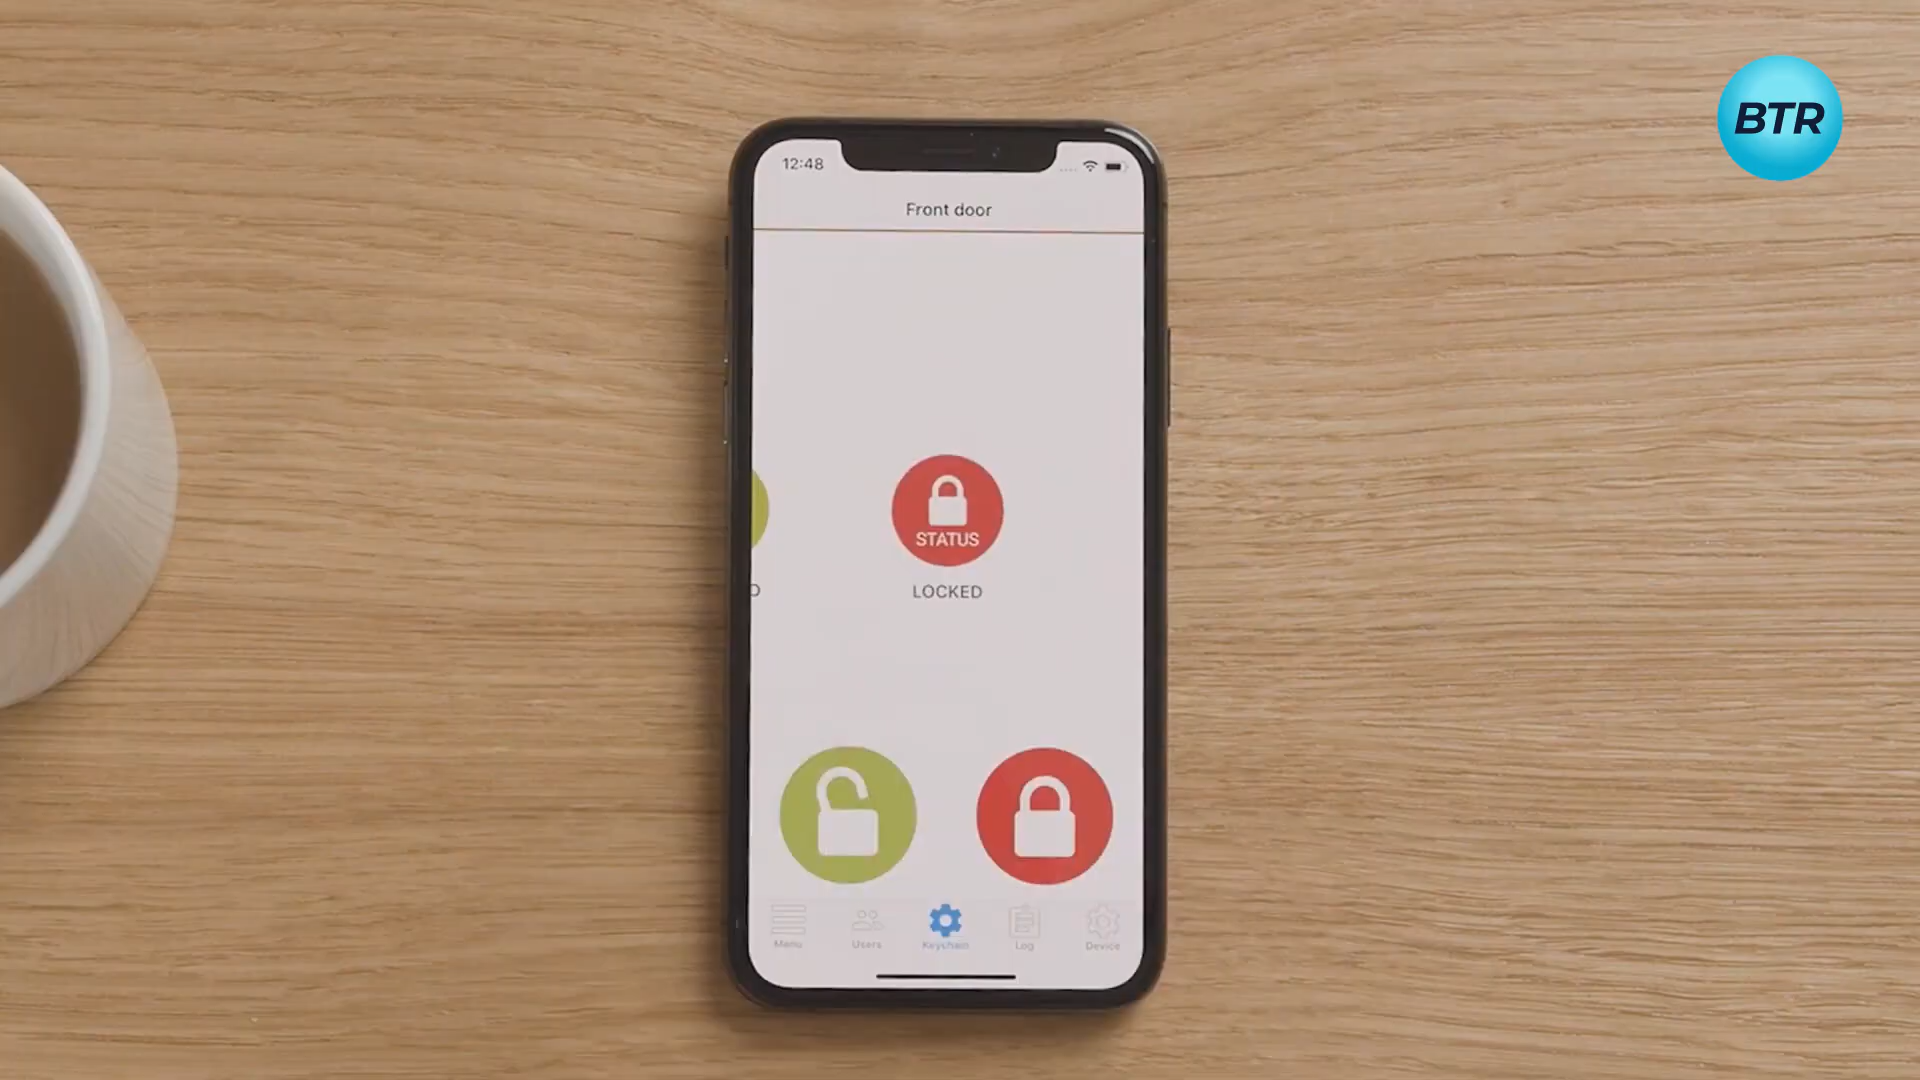 BTR
12:48
Front door
STATUS
D
LOCKED
Menu
Users
Keychain
Log
Device